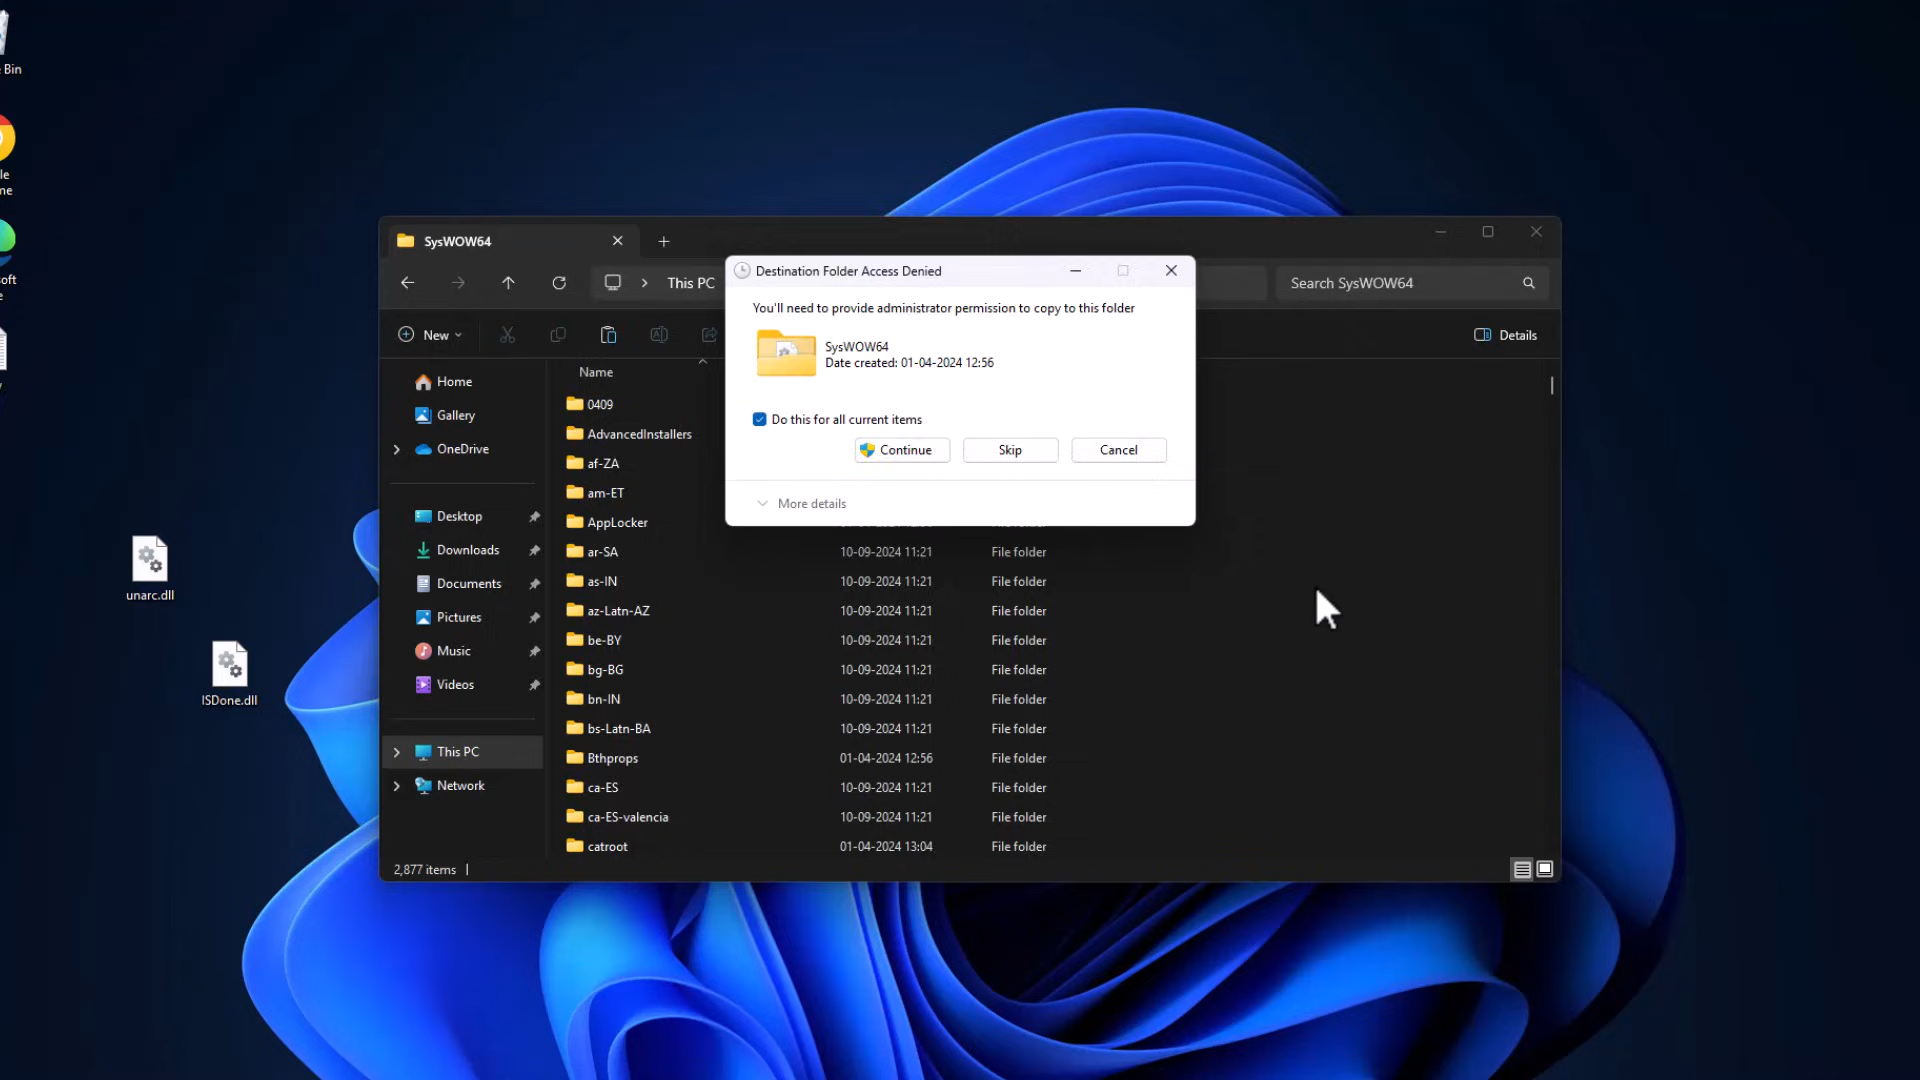 Bin
le
me
soft
e
y
unarc.dll
ISDone.dll
SysWOW64
This PC
Search SysWOW64
New
Details
Home
Gallery
OneDrive
Desktop
Downloads
Documents
Pictures
Music
Videos
This PC
Network
Name
0409
AdvancedInstallers
af-ZA
am-ET
AppLocker
ar-SA 10-09-2024 11:21 File folder
as-IN 10-09-2024 11:21 File folder
az-Latn-AZ 10-09-2024 11:21 File folder
be-BY 10-09-2024 11:21 File folder
bg-BG 10-09-2024 11:21 File folder
bn-IN 10-09-2024 11:21 File folder
bs-Latn-BA 10-09-2024 11:21 File folder
Bthprops 01-04-2024 12:56 File folder
ca-ES 10-09-2024 11:21 File folder
ca-ES-valencia 10-09-2024 11:21 File folder
catroot 01-04-2024 13:04 File folder
2,877 items
Destination Folder Access Denied
You'll need to provide administrator permission to copy to this folder
SysWOW64
Date created: 01-04-2024 12:56
Do this for all current items
Continue Skip Cancel
More details